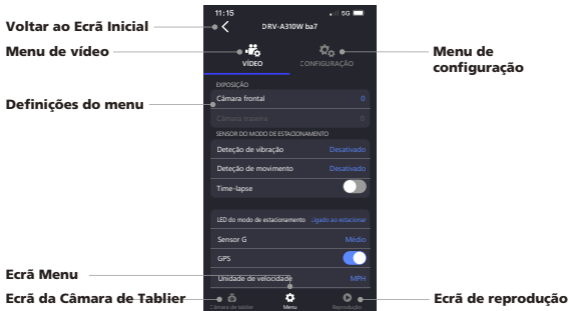 11:15
5G
Voltar ao Ecrã Inicial
DRV-A310W ba7
Menu de vídeo
Menu de
configuração
VÍDEO
CONFIGURAÇÃO
EXPOSIÇÃO
Definições do menu
Câmara frontal 0
Câmara traseira 0
SENSOR DO MODO DE ESTACIONAMENTO
Deteção de vibração Desativado
Deteção de movimento Desativado
Time-lapse
LED do modo de estacionamento Ligado ao estacionar
Sensor G Médio
GPS
Unidade de velocidade MPH
Ecrã Menu
Ecrã da Câmara de Tablier
Câmara de tablier
Menu
Reprodução
Ecrã de reprodução